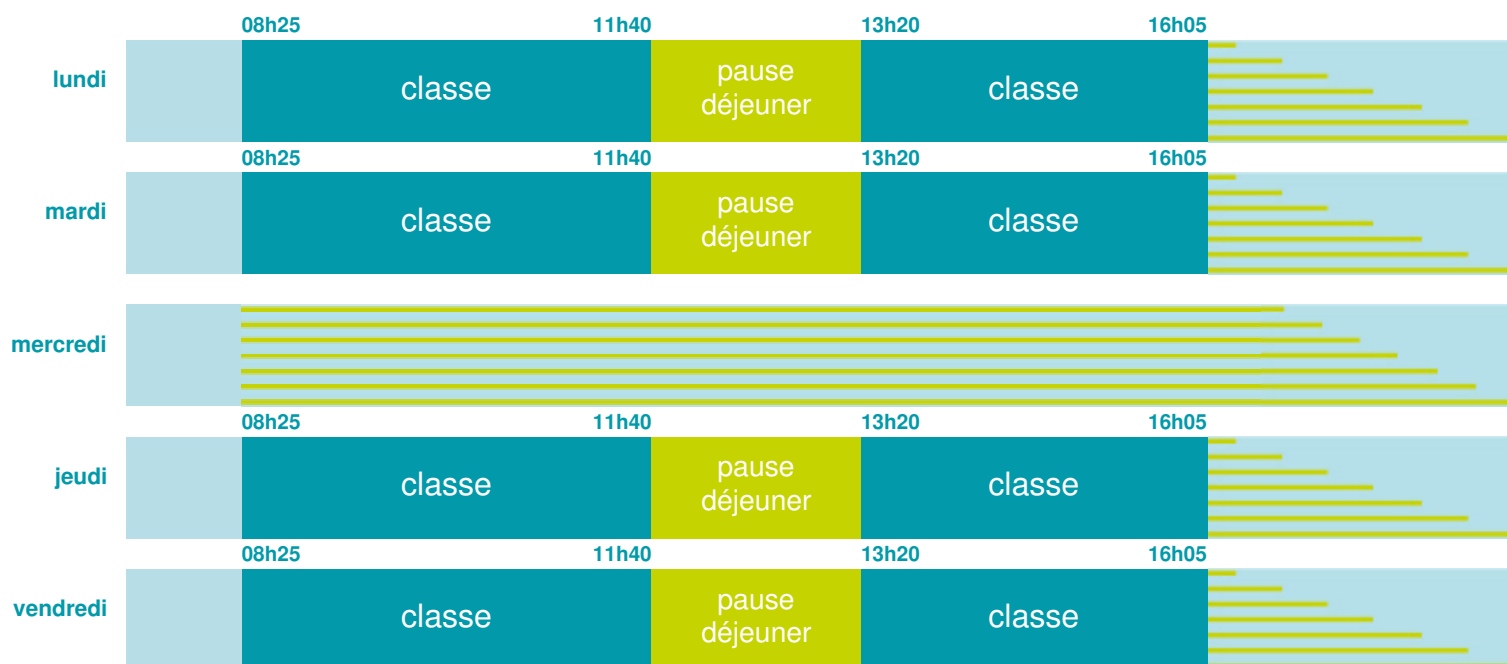 08h25 11h40 13h20 16h05
lundi classe pause déjeuner classe
08h25 11h40 13h20 16h05
mardi classe pause déjeuner classe
mercredi
08h25 11h40 13h20 16h05
jeudi classe pause déjeuner classe
08h25 11h40 13h20 16h05
vendredi classe pause déjeuner classe